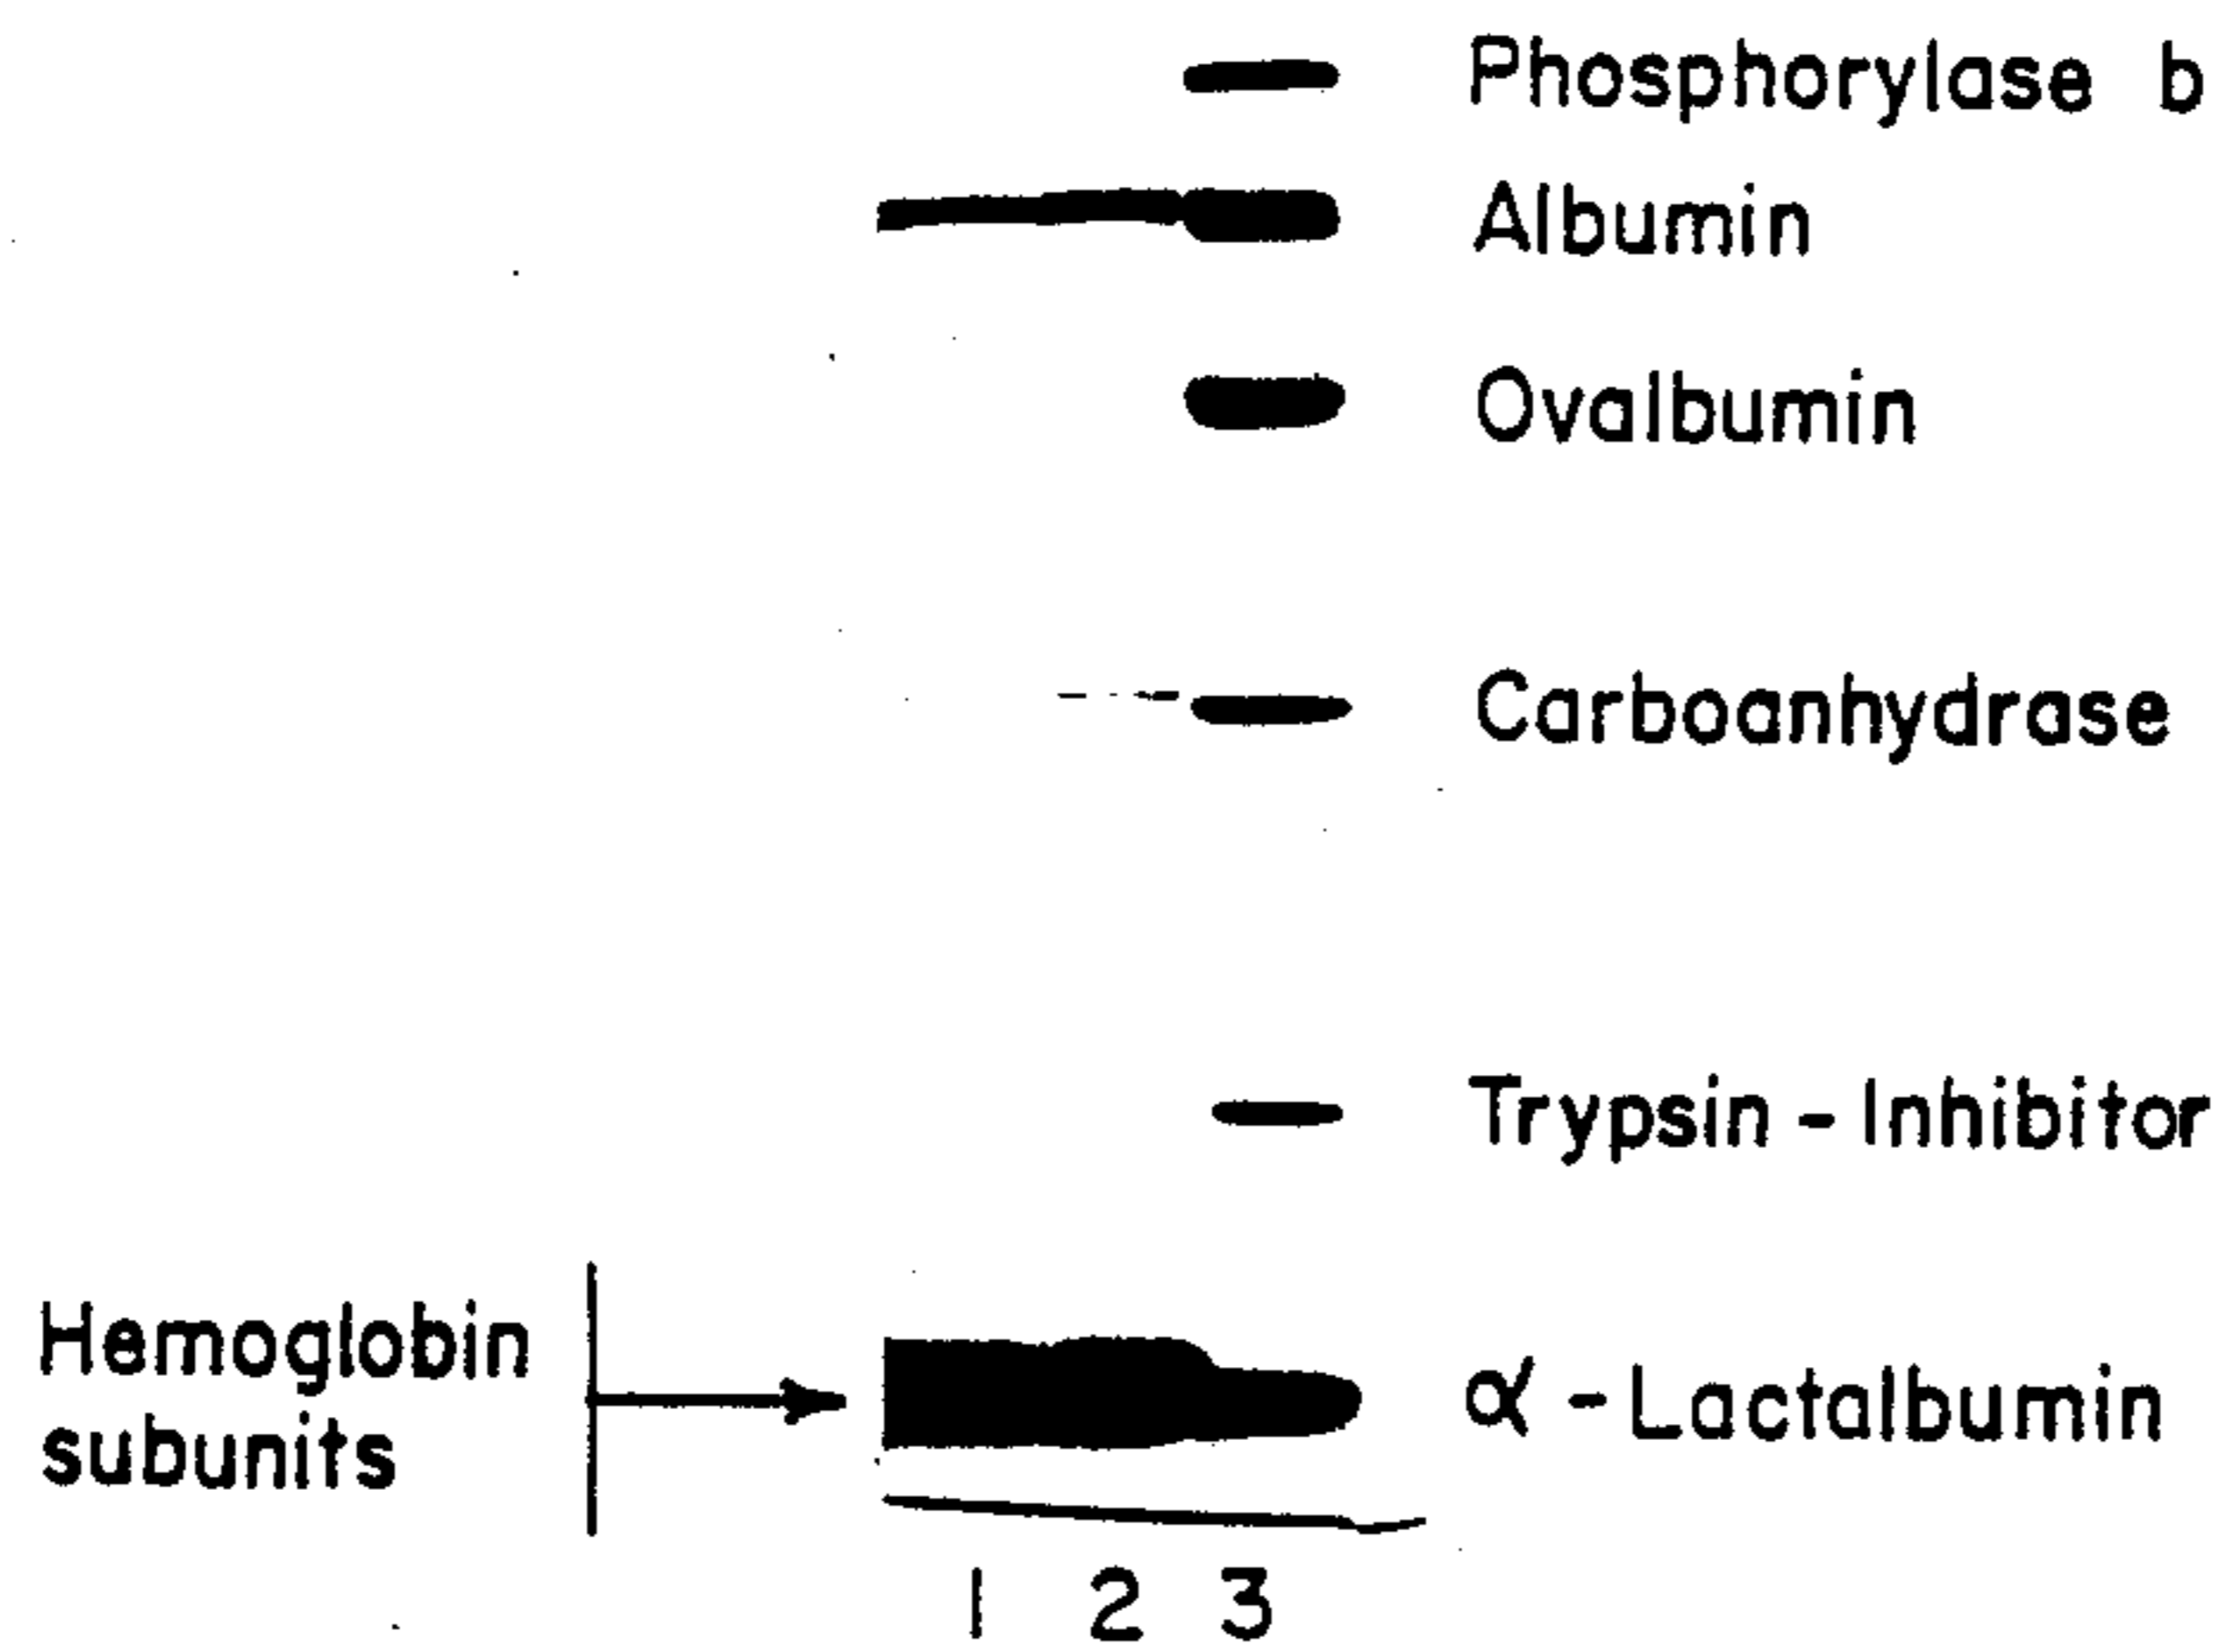 Phosphorylase b
Albumin
Ovalbumin
Carboanhydrase
Trypsin - Inhibitor
Hemoglobin
subunits
α - Lactalbumin
1 2 3